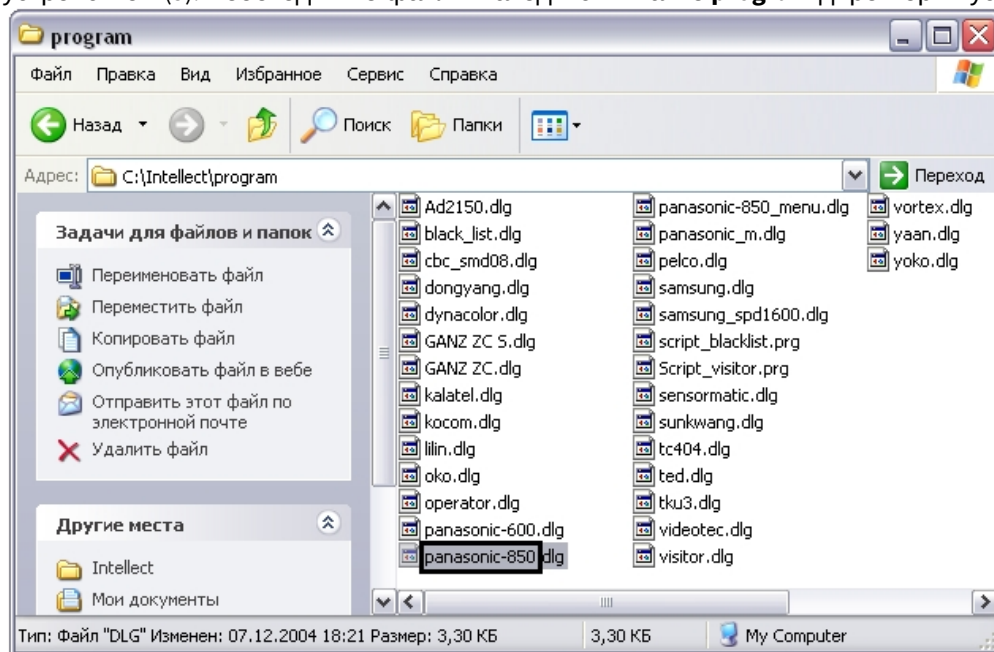 program
Файл Правка Вид Избранное Сервис Справка
Назад Поиск Папки
Адрес: C:\Intellect\program Переход
Задачи для файлов и папок
Переименовать файл
Переместить файл
Копировать файл
Опубликовать файл в вебе
Отправить этот файл по
электронной почте
Удалить файл
Другие места
Intellect
Мои документы
Ad2150.dlg
black_list.dlg
cbc_smd08.dlg
dongyang.dlg
dynacolor.dlg
GANZ ZC S.dlg
GANZ ZC.dlg
kalatel.dlg
kocom.dlg
lilin.dlg
oko.dlg
operator.dlg
panasonic-600.dlg
panasonic-850.dlg
panasonic-850_menu.dlg
panasonic_m.dlg
pelco.dlg
samsung.dlg
samsung_spd1600.dlg
script_blacklist.prg
Script_visitor.prg
sensormatic.dlg
sunkwang.dlg
tc404.dlg
ted.dlg
tku3.dlg
videotec.dlg
visitor.dlg
vortex.dlg
yaan.dlg
yoko.dlg
Тип: Файл "DLG" Изменен: 07.12.2004 18:21 Размер: 3,30 КБ 3,30 КБ My Computer